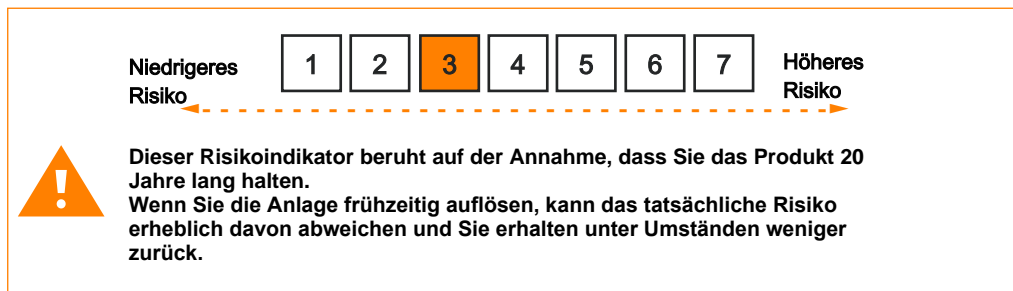 Niedrigeres Risiko
1 2 3 4 5 6 7
Höheres Risiko
!
Dieser Risikoindikator beruht auf der Annahme, dass Sie das Produkt 20
Jahre lang halten.
Wenn Sie die Anlage frühzeitig auflösen, kann das tatsächliche Risiko
erheblich davon abweichen und Sie erhalten unter Umständen weniger
zurück.